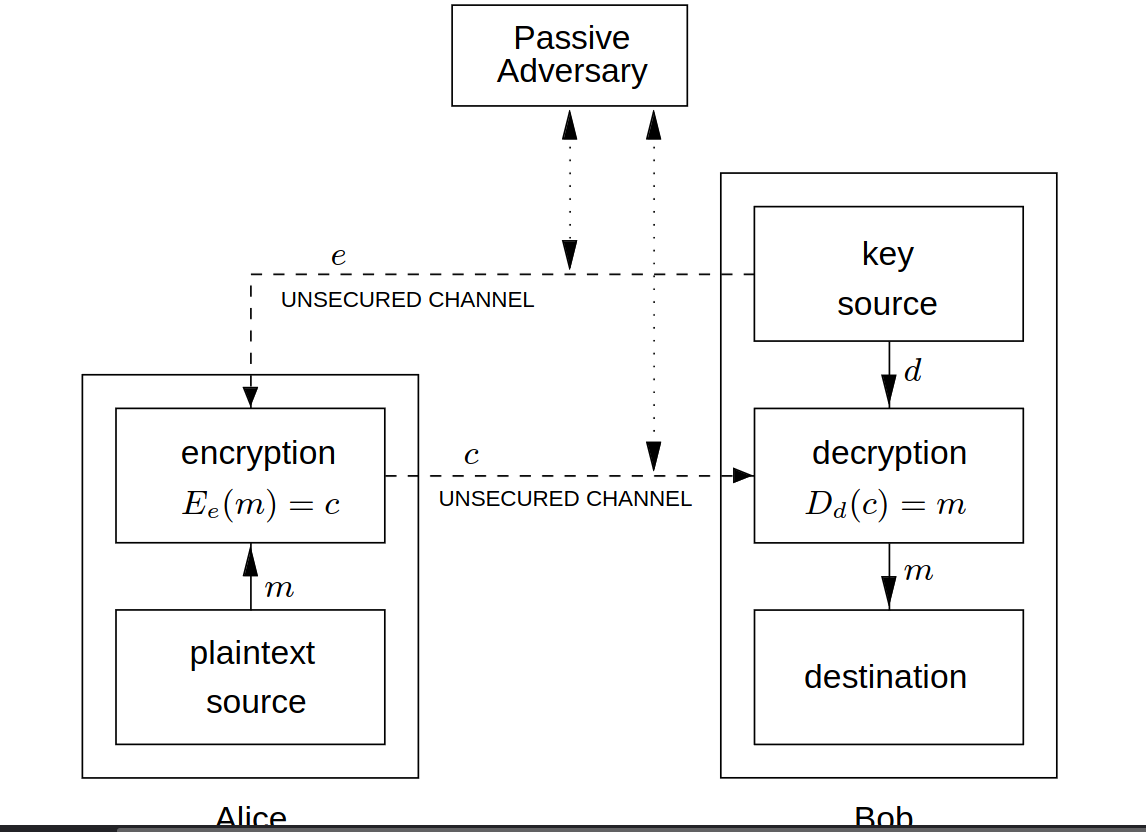 Passive
Adversary
e
UNSECURED CHANNEL
key
source
d
encryption
E_e(m) = c
c
UNSECURED CHANNEL
decryption
D_d(c) = m
m
m
plaintext
source
destination
Alice
Bob